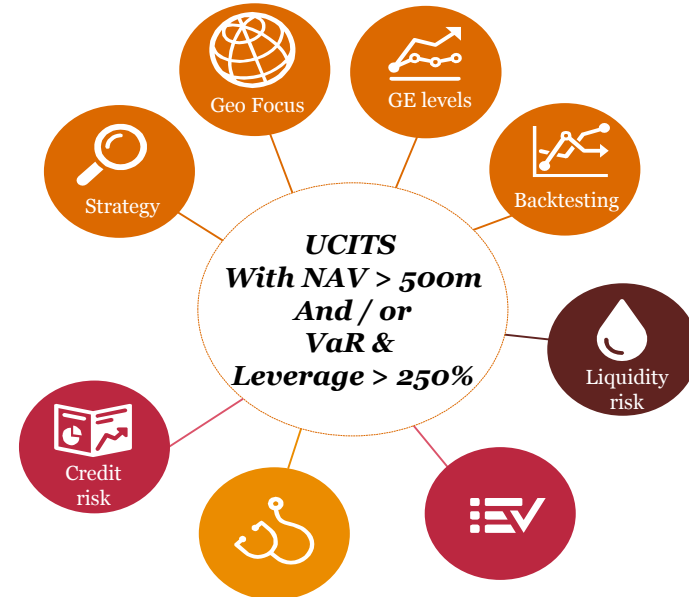 Geo Focus
GE levels
Strategy
Backtesting
UCITS
With NAV > 500m
And / or
VaR &
Leverage > 250%
Liquidity
risk
Credit
risk